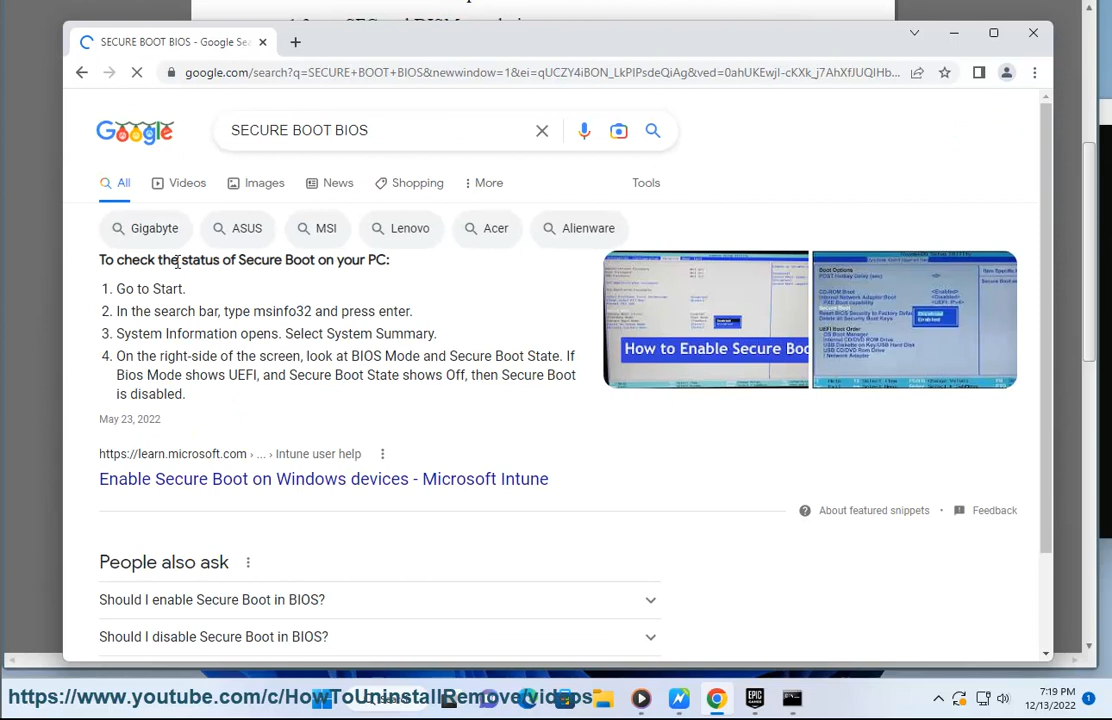 SECURE BOOT BIOS - Google Se
google.com/search?q=SECURE+BOOT+BIOS&newwindow=1&ei=qUCZY4iBON_LkPIPsdeQiAg&ved=0ahUKEwjI-cKXk_j7AhXfJUQIHb...
Google
SECURE BOOT BIOS
All Videos Images News Shopping More Tools
Gigabyte ASUS MSI Lenovo Acer Alienware
To check the status of Secure Boot on your PC:
1. Go to Start.
2. In the search bar, type msinfo32 and press enter.
3. System Information opens. Select System Summary.
4. On the right-side of the screen, look at BIOS Mode and Secure Boot State. If
Bios Mode shows UEFI, and Secure Boot State shows Off, then Secure Boot
is disabled.
How to Enable Secure Boo
May 23, 2022
https://learn.microsoft.com › ... › Intune user help
Enable Secure Boot on Windows devices - Microsoft Intune
About featured snippets • Feedback
People also ask
Should I enable Secure Boot in BIOS?
Should I disable Secure Boot in BIOS?
https://www.youtube.com/c/HowToUninstallRemove/videos
EPIC
7:19 PM
12/13/2022
1